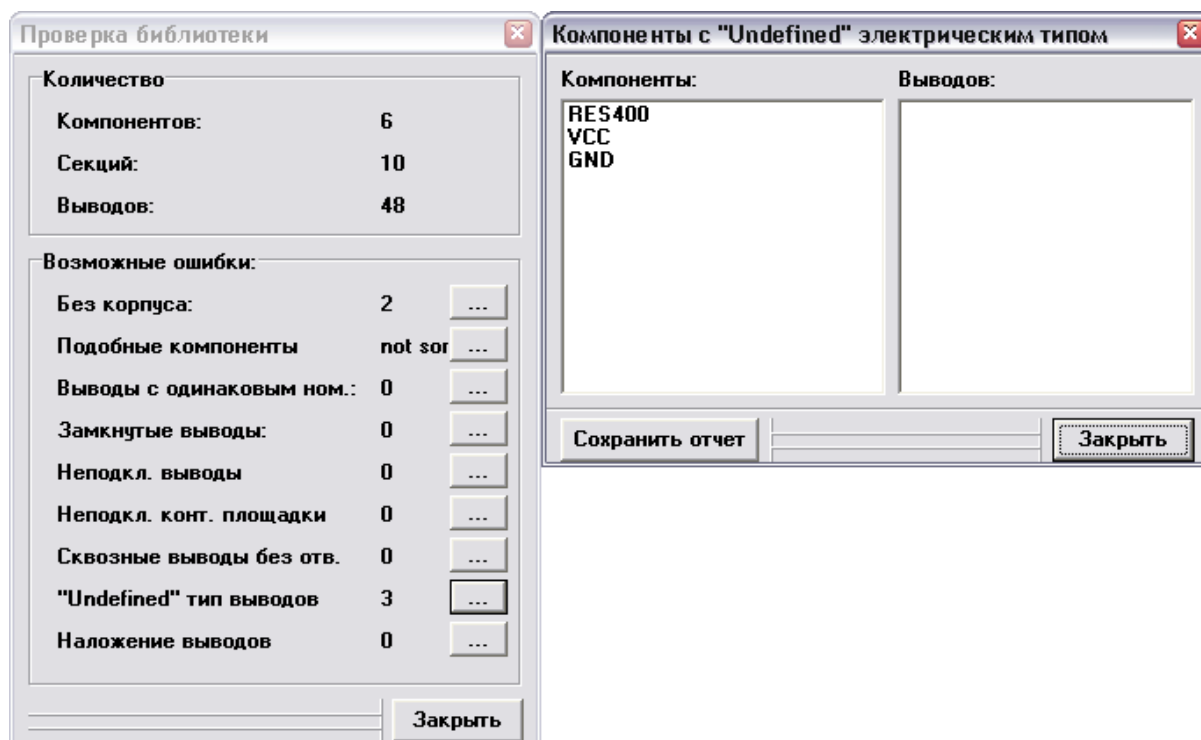 Проверка библиотеки
Количество
Компонентов: 6
Секций: 10
Выводов: 48
Возможные ошибки:
Без корпуса: 2 ...
Подобные компоненты not sor ...
Выводы с одинаковым ном.: 0 ...
Замкнутые выводы: 0 ...
Неподкл. выводы 0 ...
Неподкл. конт. площадки 0 ...
Сквозные выводы без отв. 0 ...
"Undefined" тип выводов 3 ...
Наложение выводов 0 ...
Закрыть
Компоненты с "Undefined" электрическим типом
Компоненты: Выводов:
RES400
VCC
GND
Сохранить отчет Закрыть